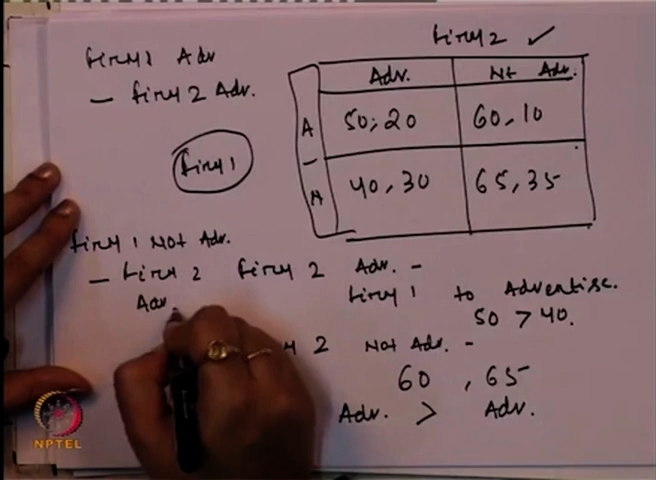 Firm 2 ✓
Firm 1 Adv
– Firm 2 Adv.
Adv. Nt Adv.
A 50, 20 60, 10
Firm 1
N 40, 30 65, 35
Firm 1 Not Adv.
– Firm 2 Firm 2 Adv. –
Adv. Firm 1 to Advertise.
50 > 40.
2 Not Adv. –
60 , 65
Adv. > Adv.
NPTEL